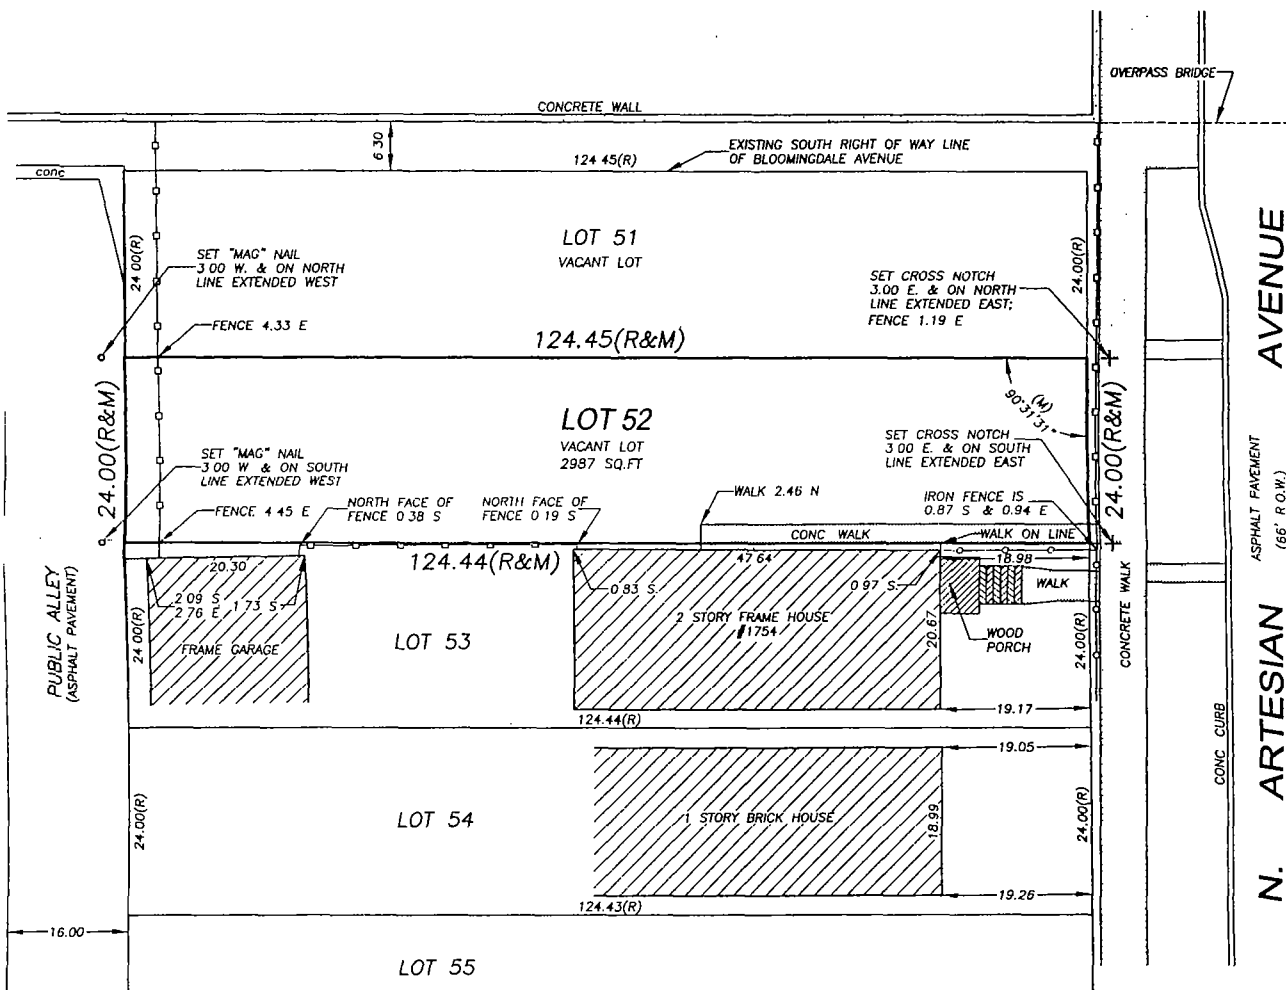 OVERPASS BRIDGE
CONCRETE WALL
6 30
124 45(R)
EXISTING SOUTH RIGHT OF WAY LINE
OF BLOOMINGDALE AVENUE
conc
24 00(R)
SET "MAG" NAIL
3 00 W. & ON NORTH
LINE EXTENDED WEST
LOT 51
VACANT LOT
24.00(R)
SET CROSS NOTCH
3.00 E. & ON NORTH
LINE EXTENDED EAST;
FENCE 1.19 E
FENCE 4.33 E
124.45(R&M)
24.00(R&M)
LOT 52
VACANT LOT
2987 SQ.FT
(M)
90°31'31"
24.00(R&M)
SET "MAG" NAIL
3 00 W & ON SOUTH
LINE EXTENDED WEST
SET CROSS NOTCH
3 00 E. & ON SOUTH
LINE EXTENDED EAST
FENCE 4 45 E
NORTH FACE OF
FENCE 0 38 S
NORTH FACE OF
FENCE 0 19 S
WALK 2.46 N
IRON FENCE IS
0.87 S & 0.94 E
CONC WALK
WALK ON LINE
124.44(R&M)
20.30
47.64
18.98
2 09 S
2 76 E
1 73 S
0 83 S.
0 97 S.
WALK
FRAME GARAGE
24 00(R)
LOT 53
2 STORY FRAME HOUSE
#1754
20.67
WOOD
PORCH
24.00(R)
CONCRETE WALK
PUBLIC ALLEY
(ASPHALT PAVEMENT)
124.44(R)
19.17
19.05
24.00(R)
LOT 54
1 STORY BRICK HOUSE
18.99
24.00(R)
19.26
124.43(R)
16.00
LOT 55
CONC CURB
N. ARTESIAN AVENUE
ASPHALT PAVEMENT
(66' R O.W.)